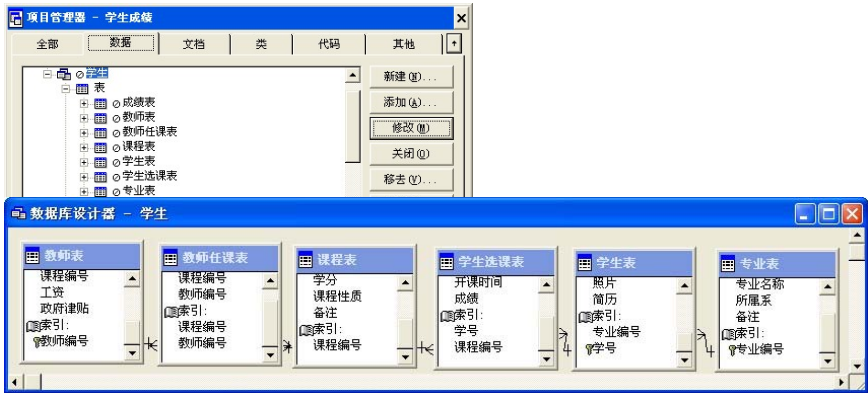 项目管理器 - 学生成绩
全部 数据 文档 类 代码 其他
学生
表
成绩表
教师表
教师任课表
课程表
学生表
学生选课表
专业表
新建(N)...
添加(A)...
修改(M)
关闭(O)
移去(V)...
数据库设计器 - 学生
教师表
课程编号
工资
政府津贴
索引:
教师编号
教师任课表
课程编号
教师编号
索引:
课程编号
教师编号
课程表
学分
课程性质
备注
索引:
课程编号
学生选课表
开课时间
成绩
索引:
学号
课程编号
学生表
照片
简历
索引:
专业编号
学号
专业表
专业名称
所属系
备注
索引:
专业编号